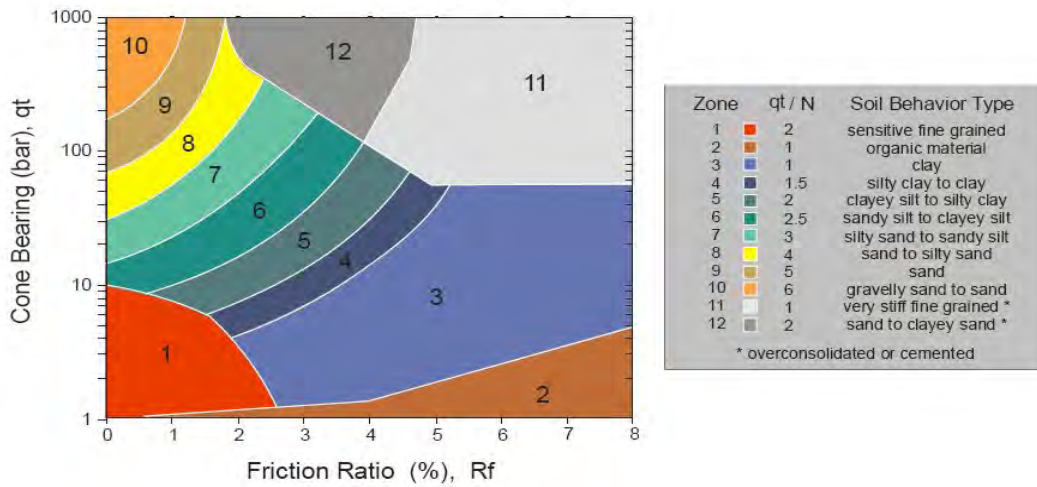 1000
100
10
1
Cone Bearing (bar), qt
0 1 2 3 4 5 6 7 8
Friction Ratio (%), Rf
10
9
8
7
6
5
4
3
1
2
12
11
Zone qt / N Soil Behavior Type
1 2 sensitive fine grained
2 1 organic material
3 1 clay
4 1.5 silty clay to clay
5 2 clayey silt to silty clay
6 2.5 sandy silt to clayey silt
7 3 silty sand to sandy silt
8 4 sand to silty sand
9 5 sand
10 6 gravelly sand to sand
11 1 very stiff fine grained *
12 2 sand to clayey sand *
* overconsolidated or cemented